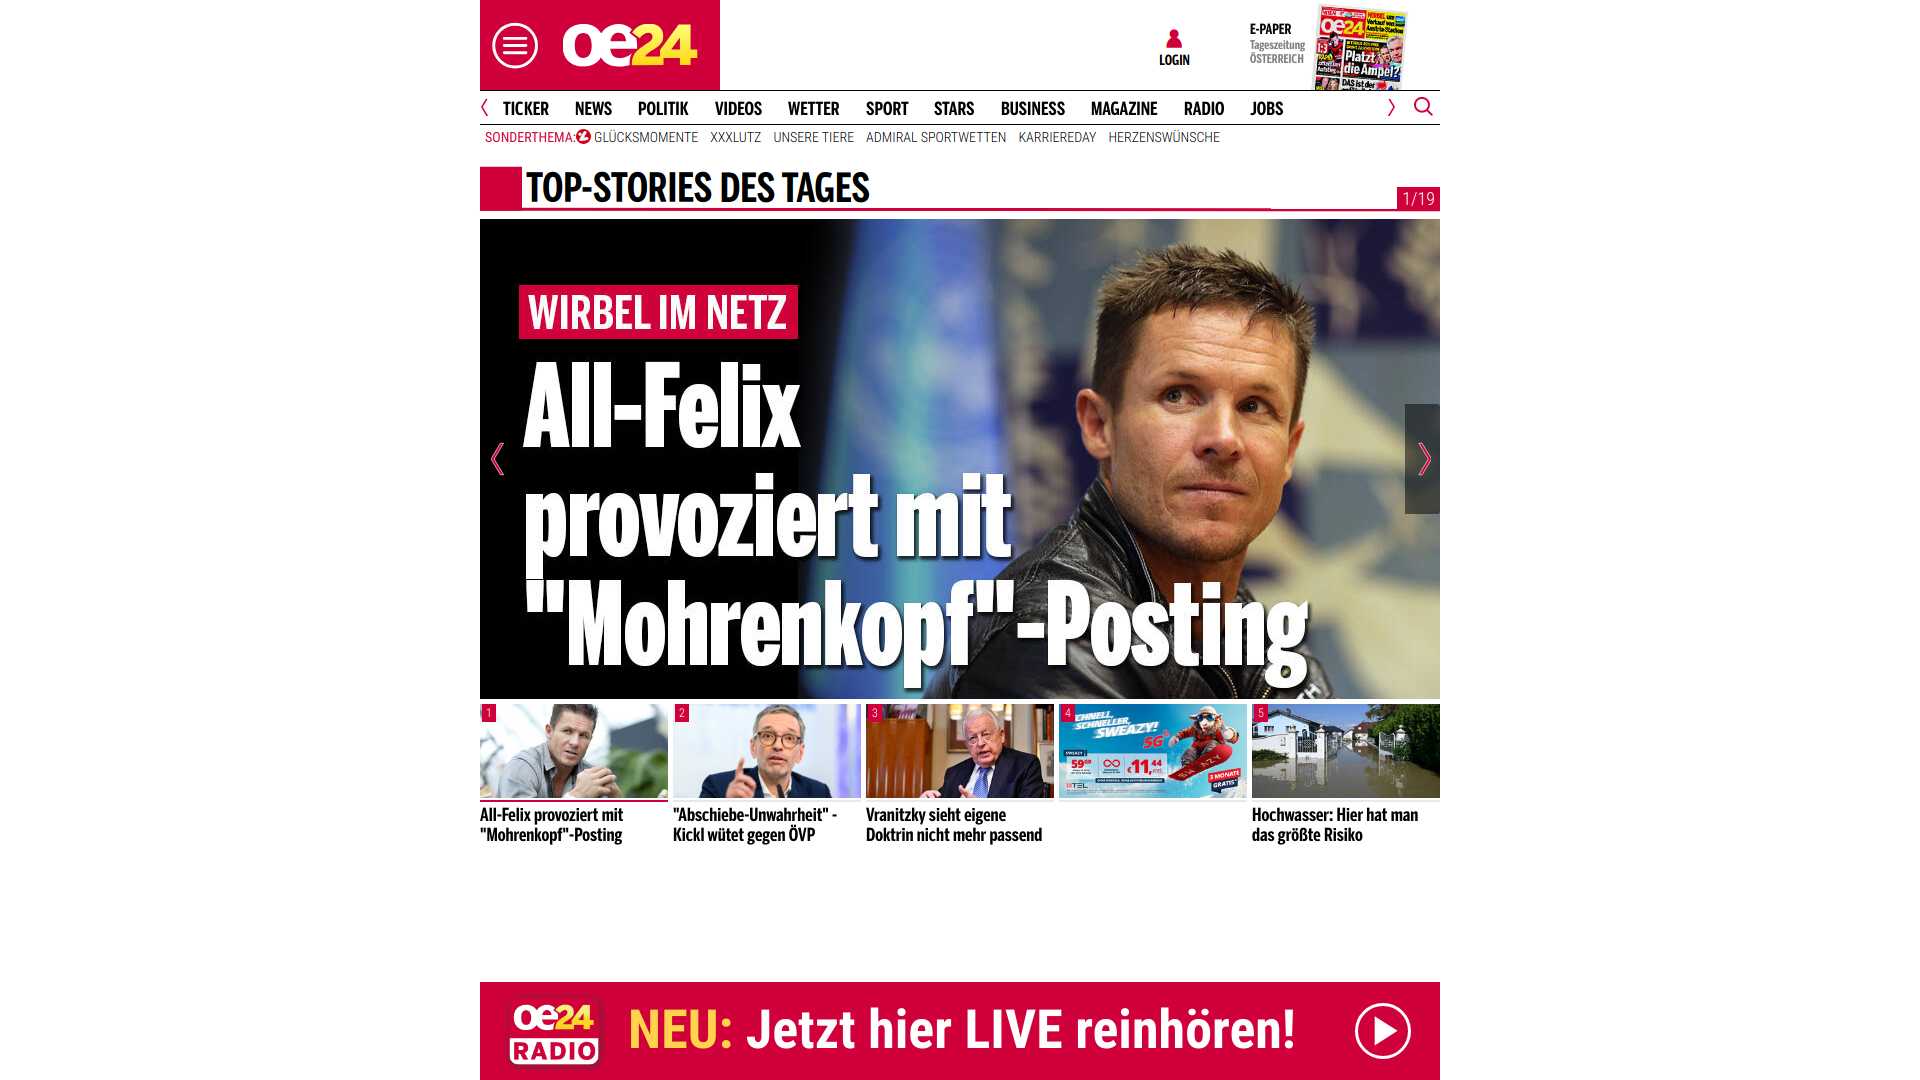 oe24
LOGIN
E-PAPER
Tageszeitung
ÖSTERREICH
oe24
Platzt
die Ampel?
TICKER NEWS POLITIK VIDEOS WETTER SPORT STARS BUSINESS MAGAZINE RADIO JOBS
SONDERTHEMA: GLÜCKSMOMENTE XXXLUTZ UNSERE TIERE ADMIRAL SPORTWETTEN KARRIEREDAY HERZENSWÜNSCHE
TOP-STORIES DES TAGES
1/19
WIRBEL IM NETZ
All-Felix
provoziert mit
"Mohrenkopf"-Posting
1
2
3
4
SCHNELL,
SCHNELLER,
SWEAZY!
5G
€11,44
3 MONATE
GRATIS
5
All-Felix provoziert mit
"Mohrenkopf"-Posting
"Abschiebe-Unwahrheit" -
Kickl wütet gegen ÖVP
Vranitzky sieht eigene
Doktrin nicht mehr passend
Hochwasser: Hier hat man
das größte Risiko
oe24
RADIO
NEU: Jetzt hier LIVE reinhören!